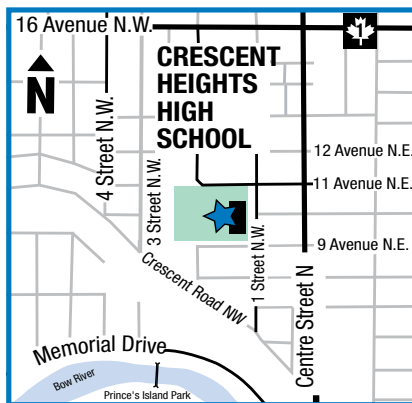 16 Avenue N.W.
1
CRESCENT
HEIGHTS
HIGH
SCHOOL
N
4 Street N.W.
3 Street N.W.
12 Avenue N.E.
11 Avenue N.E.
1 Street N.W.
9 Avenue N.E.
Crescent Road NW
Centre Street N
Memorial Drive
Bow River
Prince's Island Park